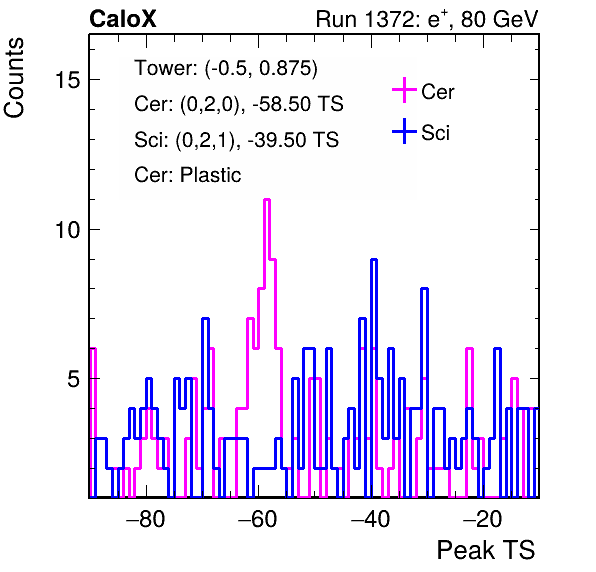 CaloX Run 1372: e⁺, 80 GeV
Counts
Tower: (-0.5, 0.875)
Cer: (0,2,0), -58.50 TS
Sci: (0,2,1), -39.50 TS
Cer: Plastic
Cer
Sci
15
10
5
−80 −60 −40 −20
Peak TS